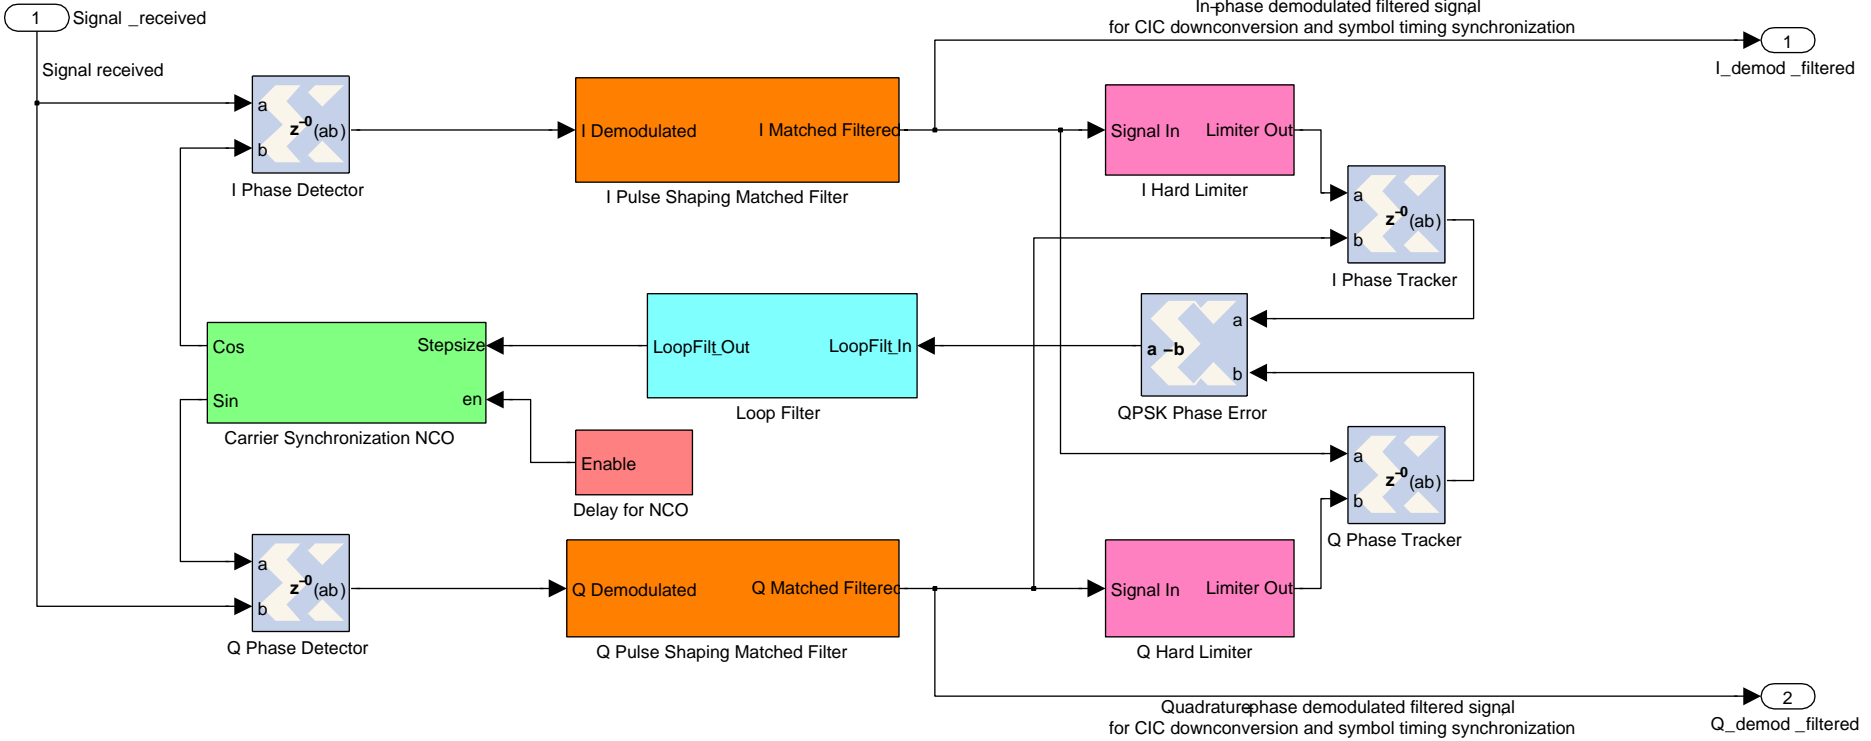 In-phase demodulated filtered signal
for CIC downconversion and symbol timing synchronization
1
Signal _received
1
I_demod _filtered
Signal received
a
b
z-0 (ab)
I Phase Detector
I Demodulated
I Matched Filtered
I Pulse Shaping Matched Filter
Signal In
Limiter Out
I Hard Limiter
a
b
z-0 (ab)
I Phase Tracker
Cos
Sin
Stepsize
en
Carrier Synchronization NCO
LoopFilt_Out
LoopFilt_In
Loop Filter
a
b
a - b
QPSK Phase Error
Enable
Delay for NCO
a
b
z-0 (ab)
Q Phase Tracker
a
b
z-0 (ab)
Q Phase Detector
Q Demodulated
Q Matched Filtered
Q Pulse Shaping Matched Filter
Signal In
Limiter Out
Q Hard Limiter
2
Q_demod _filtered
Quadrature-phase demodulated filtered signal
for CIC downconversion and symbol timing synchronization